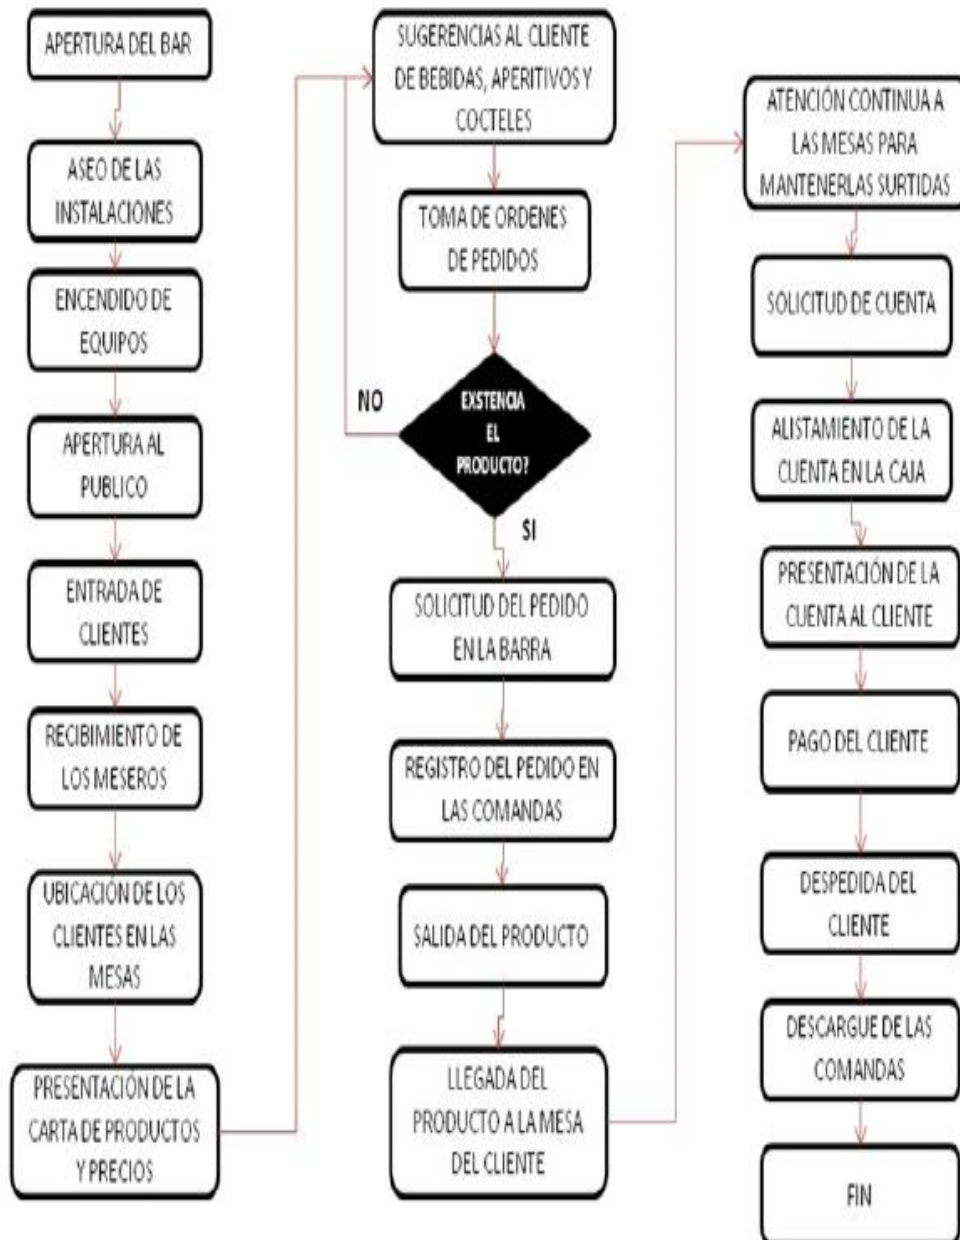 APERTURA DEL BAR
ASEO DE LAS
INSTALACIONES
ENCENDIDO DE
EQUIPOS
APERTURA AL
PUBLICO
ENTRADA DE
CLIENTES
RECIBIMIENTO DE
LOS MESEROS
UBICACIÓN DE LOS
CLIENTES EN LAS
MESAS
PRESENTACIÓN DE LA
CARTA DE PRODUCTOS
Y PRECIOS
SUGERENCIAS AL CLIENTE
DE BEBIDAS, APERITIVOS Y
COCTELES
TOMA DE ORDENES
DE PEDIDOS
NO
EXSTENCIA
EL
PRODUCTO?
SI
SOLICITUD DEL PEDIDO
EN LA BARRA
REGISTRO DEL PEDIDO EN
LAS COMANDAS
SALIDA DEL PRODUCTO
LLEGADA DEL
PRODUCTO A LA MESA
DEL CLIENTE
ATENCIÓN CONTINUA A
LAS MESAS PARA
MANTENERLAS SURTIDAS
SOLICITUD DE CUENTA
ALISTAMIENTO DE LA
CUENTA EN LA CAJA
PRESENTACIÓN DE LA
CUENTA AL CLIENTE
PAGO DEL CLIENTE
DESPEDIDA DEL
CLIENTE
DESCARGUE DE LAS
COMANDAS
FIN